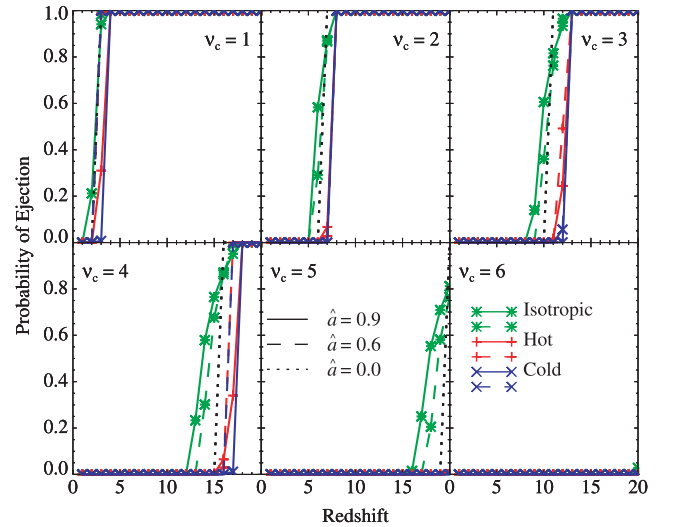 Probability of Ejection
1.0
0.8
0.6
0.4
0.2
0.0
ν_c = 1
ν_c = 2
ν_c = 3
0.8
0.6
0.4
0.2
0.0
ν_c = 4
ν_c = 5
ν_c = 6
â = 0.9
â = 0.6
â = 0.0
Isotropic
Hot
Cold
0 5 10 15 0 5 10 15 0 5 10 15 20
Redshift